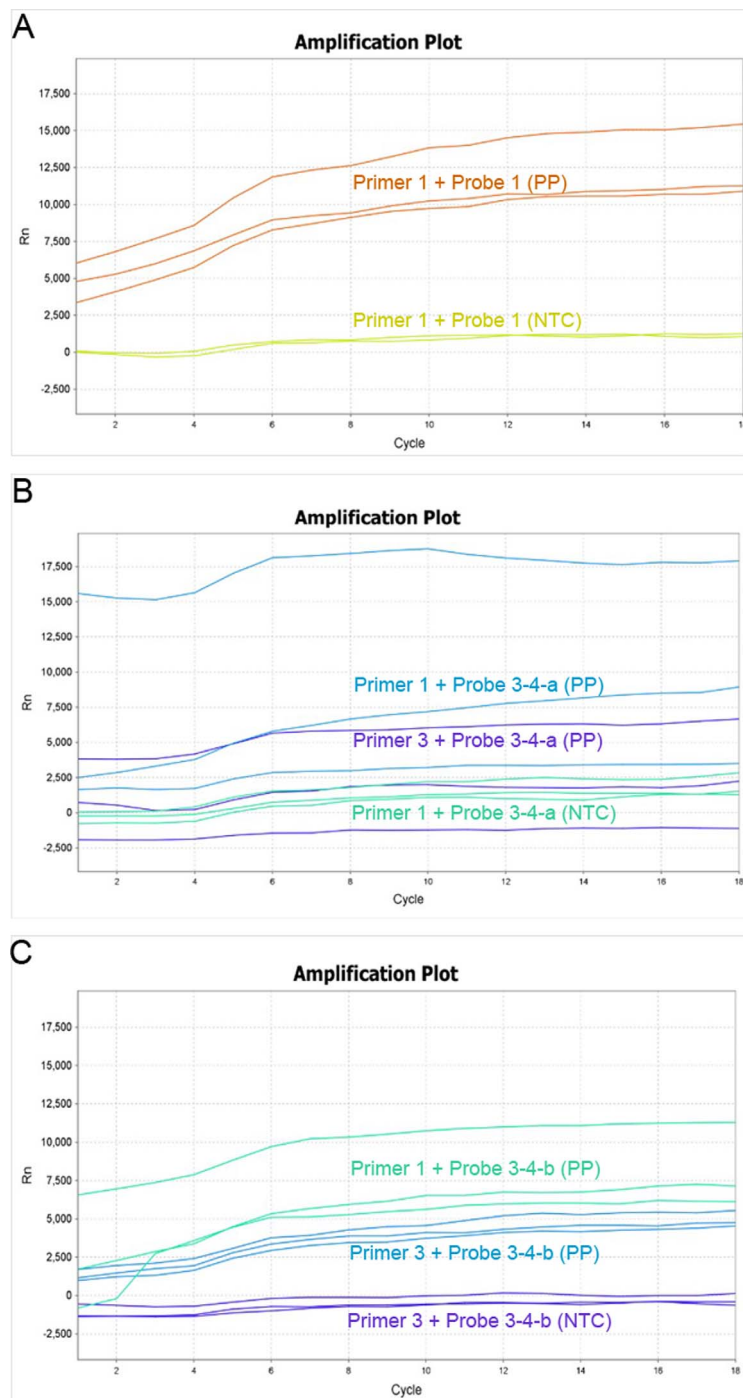 A
Amplification Plot
17,500
15,000
12,500
10,000
7,500
5,000
2,500
0
-2,500
Rn
Primer 1 + Probe 1 (PP)
Primer 1 + Probe 1 (NTC)
2 4 6 8 10 12 14 16 18
Cycle
B
Amplification Plot
17,500
15,000
12,500
10,000
7,500
5,000
2,500
0
-2,500
Rn
Primer 1 + Probe 3-4-a (PP)
Primer 3 + Probe 3-4-a (PP)
Primer 1 + Probe 3-4-a (NTC)
2 4 6 8 10 12 14 16 18
Cycle
C
Amplification Plot
17,500
15,000
12,500
10,000
7,500
5,000
2,500
0
-2,500
Rn
Primer 1 + Probe 3-4-b (PP)
Primer 3 + Probe 3-4-b (PP)
Primer 3 + Probe 3-4-b (NTC)
2 4 6 8 10 12 14 16 18
Cycle